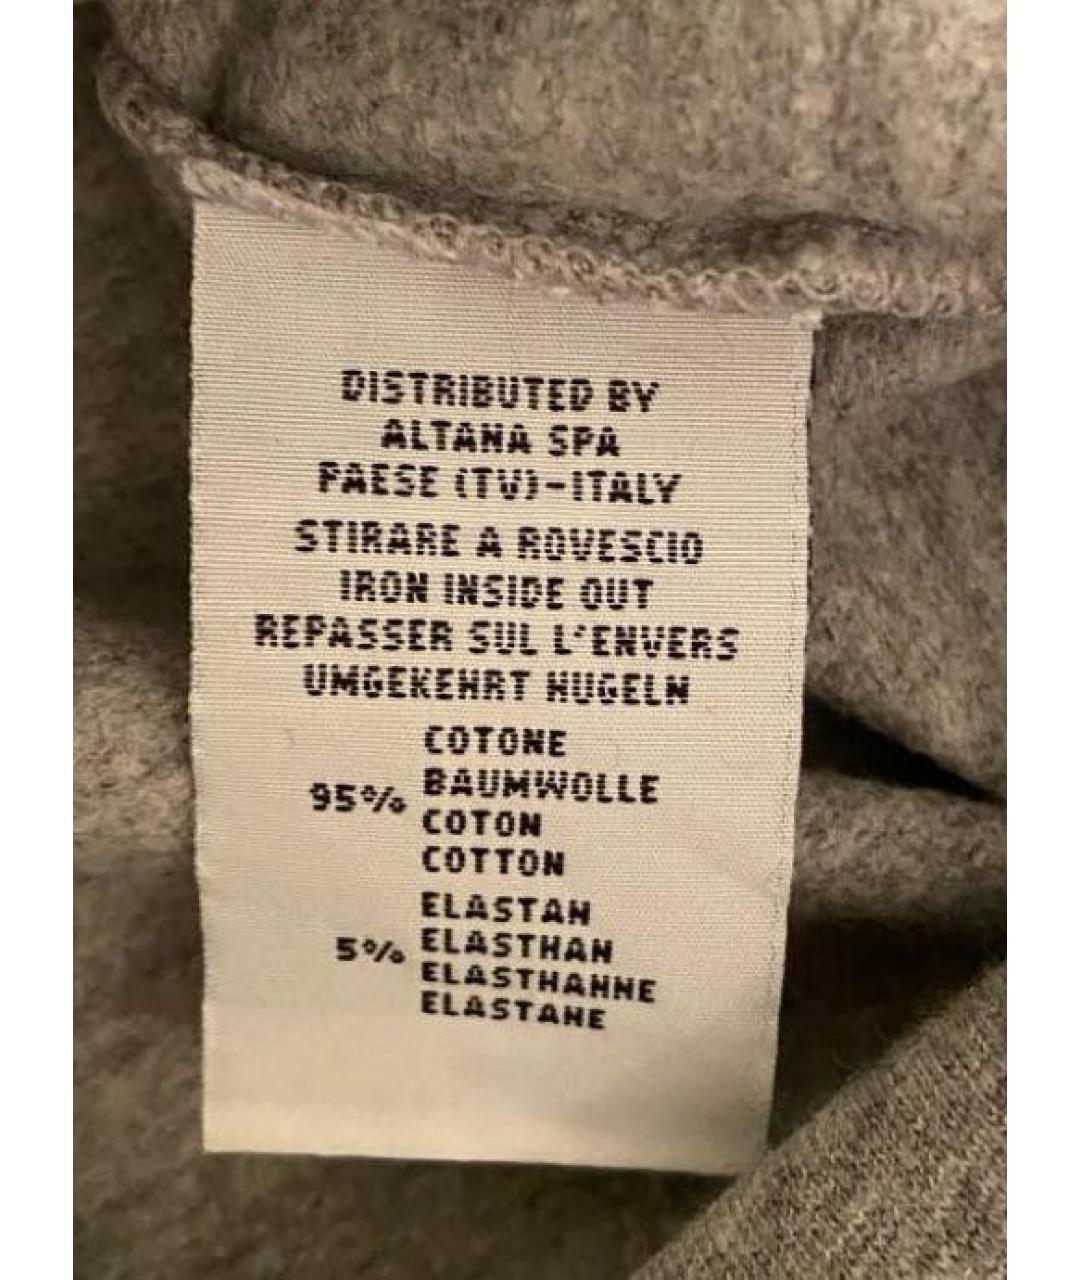 DISTRIBUTED BY
ALTANA SPA
PAESE (TV)-ITALY
STIRARE A ROVESCIO
IRON INSIDE OUT
REPASSER SUL L'ENVERS
UMGEKEHRT HUGELN
COTONE
95% BAUMWOLLE
COTON
COTTON
ELASTAN
5% ELASTHAN
ELASTHANNE
ELASTANE